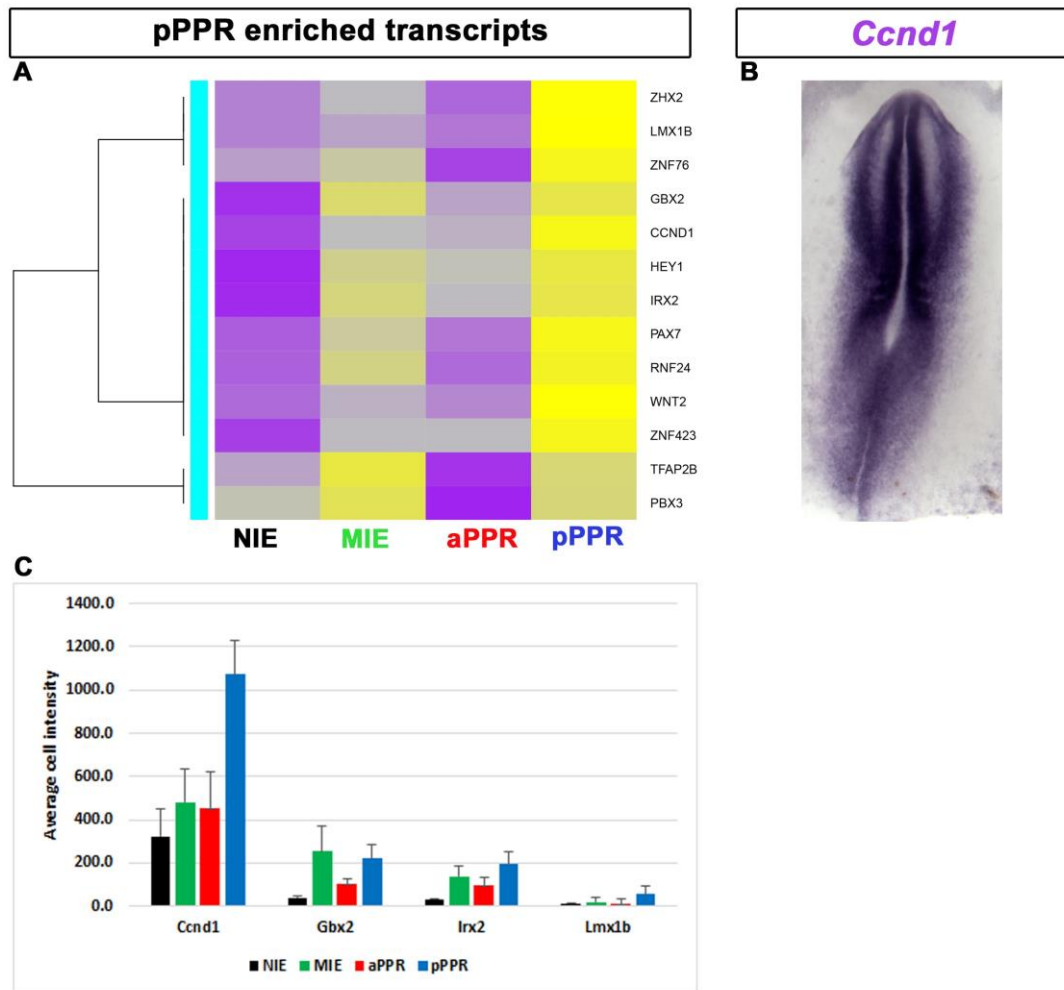 pPPR enriched transcripts
Ccnd1
A
B
ZHX2
LMX1B
ZNF76
GBX2
CCND1
HEY1
IRX2
PAX7
RNF24
WNT2
ZNF423
TFAP2B
PBX3
NIE MIE aPPR pPPR
C
1400.0
1200.0
1000.0
800.0
600.0
400.0
200.0
0.0
Average cell intensity
Ccnd1 Gbx2 Irx2 Lmx1b
NIE MIE aPPR pPPR